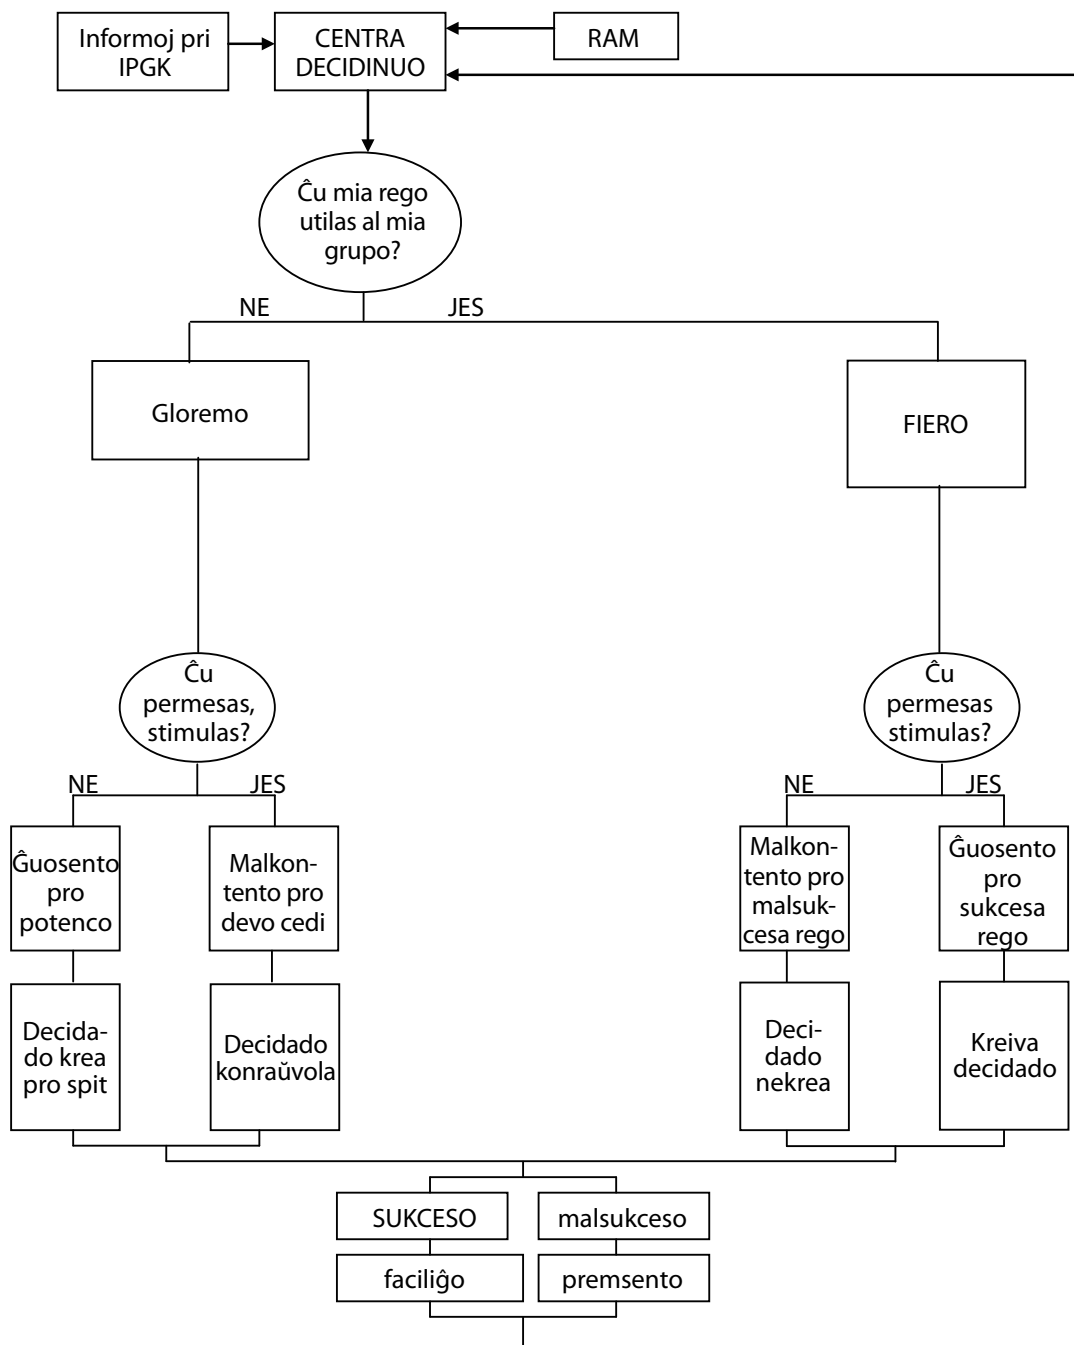 Informoj pri
IPGK
CENTRA
DECIDINUO
RAM
Ĉu mia rego
utilas al mia
grupo?
NE
JES
Gloremo
FIERO
Ĉu
permesas,
stimulas?
Ĉu
permesas
stimulas?
NE
JES
NE
JES
Ĝuosento
pro
potenco
Malkon-
tento pro
devo cedi
Malkon-
tento pro
malsuk-
cesa rego
Ĝuosento
pro
sukcesa
rego
Decida-
do krea
pro spit
Decidado
konraŭvola
Deci-
dado
nekrea
Kreiva
decidado
SUKCESO
malsukceso
faciliĝo
premsento